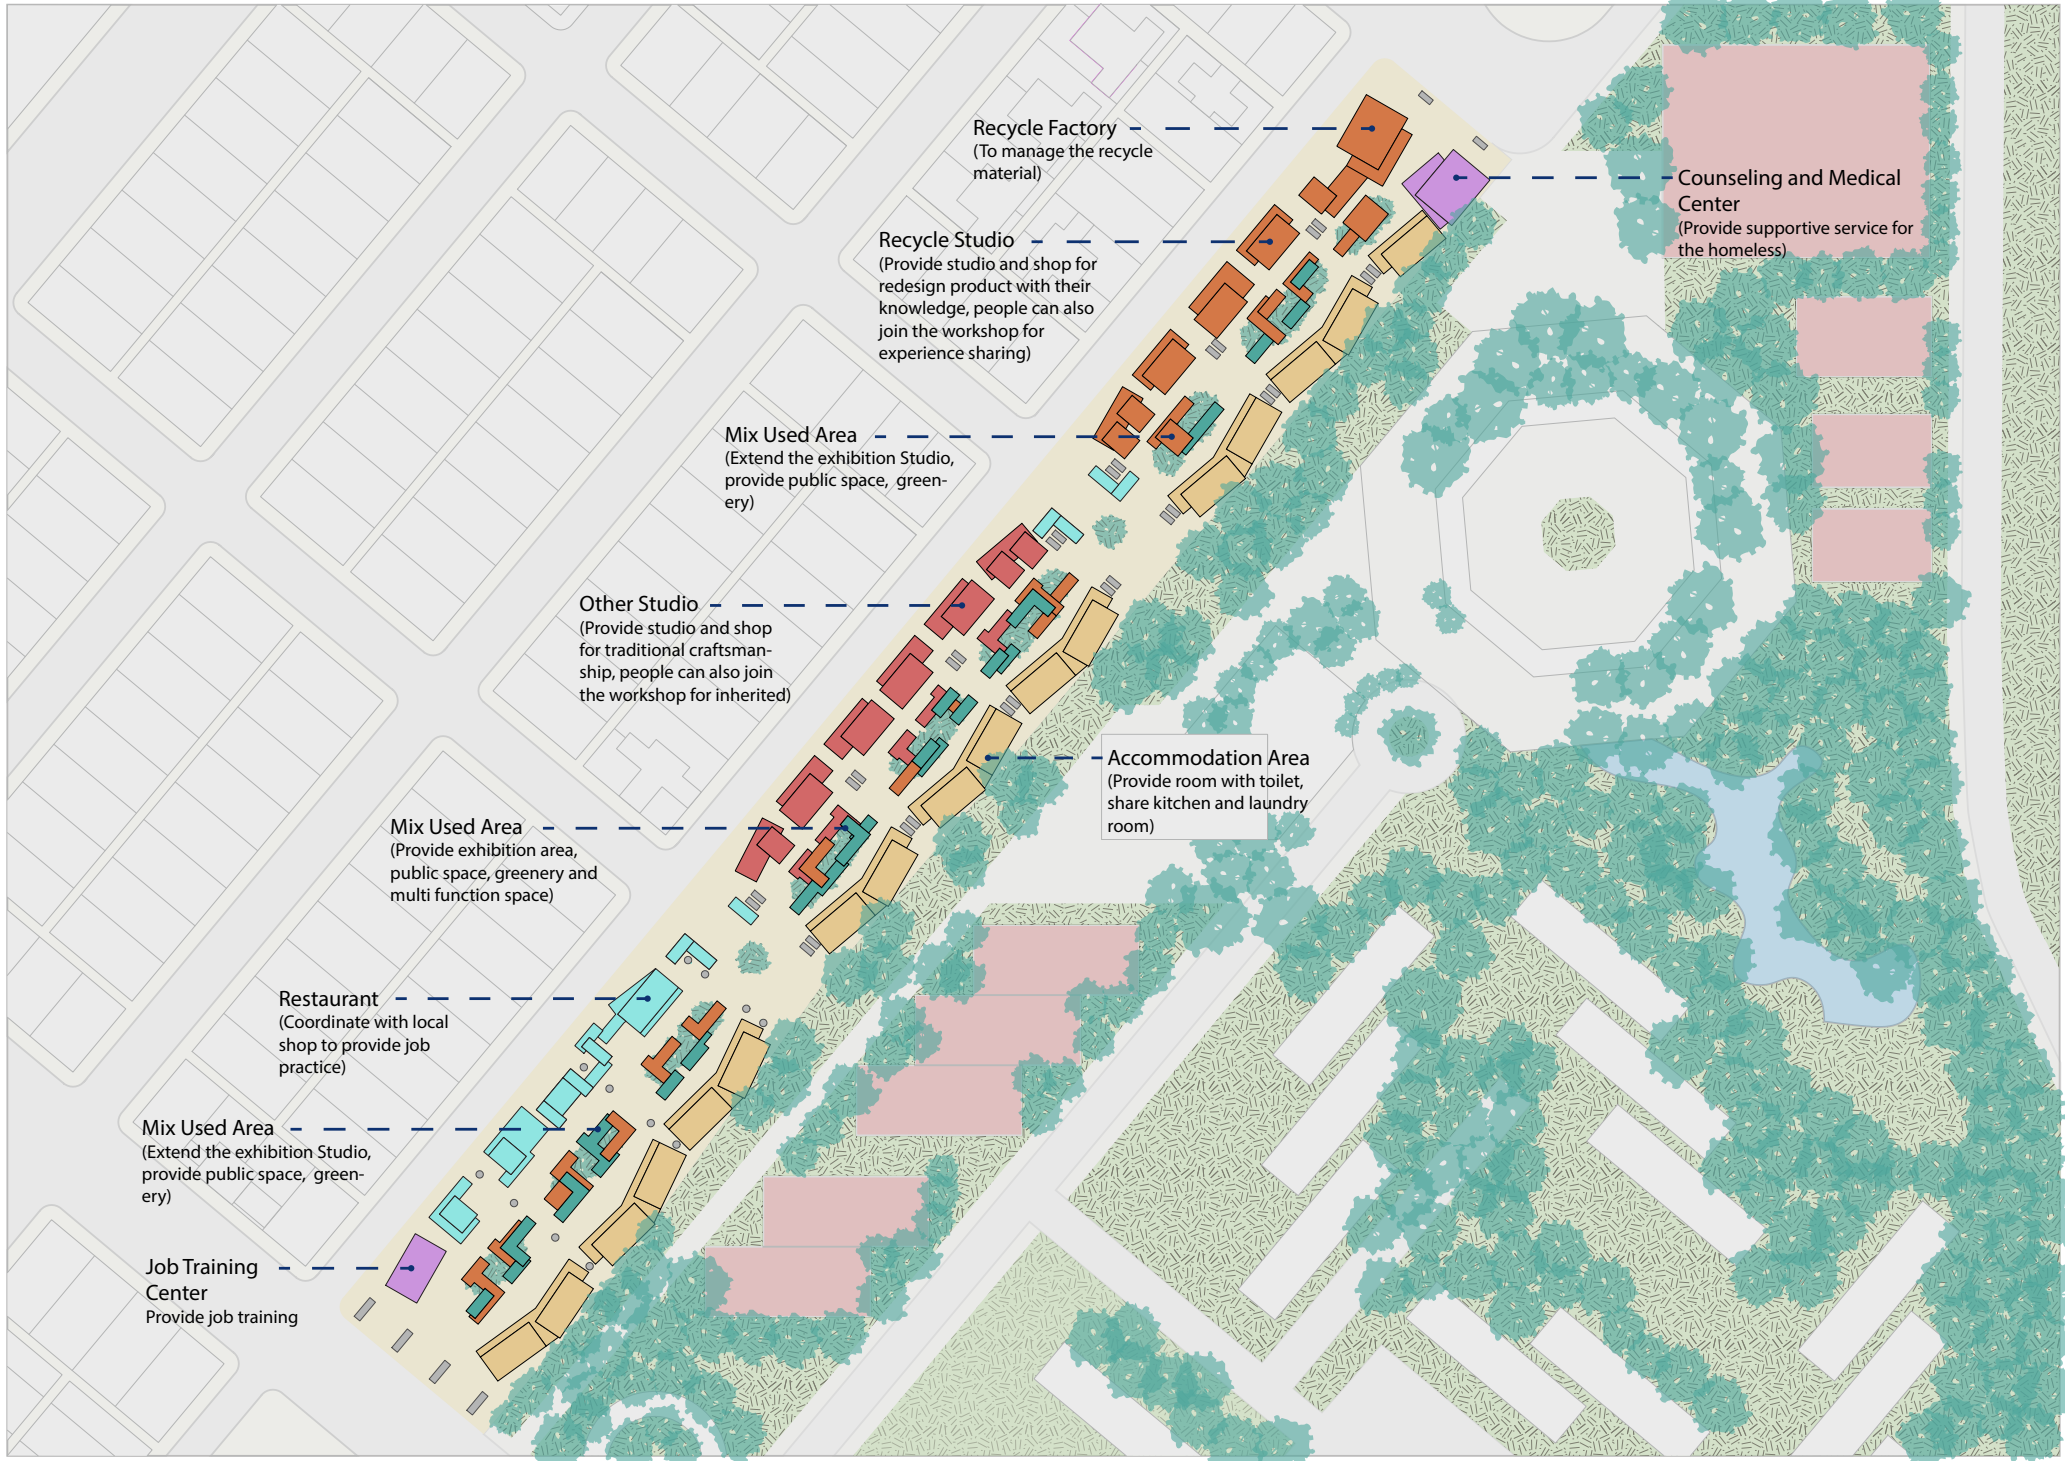 Recycle Factory
(To manage the recycle
material)
Counseling and Medical
Center
(Provide supportive service for
the homeless)
Recycle Studio
(Provide studio and shop for
redesign product with their
knowledge, people can also
join the workshop for
experience sharing)
Mix Used Area
(Extend the exhibition Studio,
provide public space, green-
ery)
Other Studio
(Provide studio and shop
for traditional craftsman-
ship, people can also join
the workshop for inherited)
Accommodation Area
(Provide room with toilet,
share kitchen and laundry
room)
Mix Used Area
(Provide exhibition area,
public space, greenery and
multi function space)
Restaurant
(Coordinate with local
shop to provide job
practice)
Mix Used Area
(Extend the exhibition Studio,
provide public space, green-
ery)
Job Training
Center
Provide job training